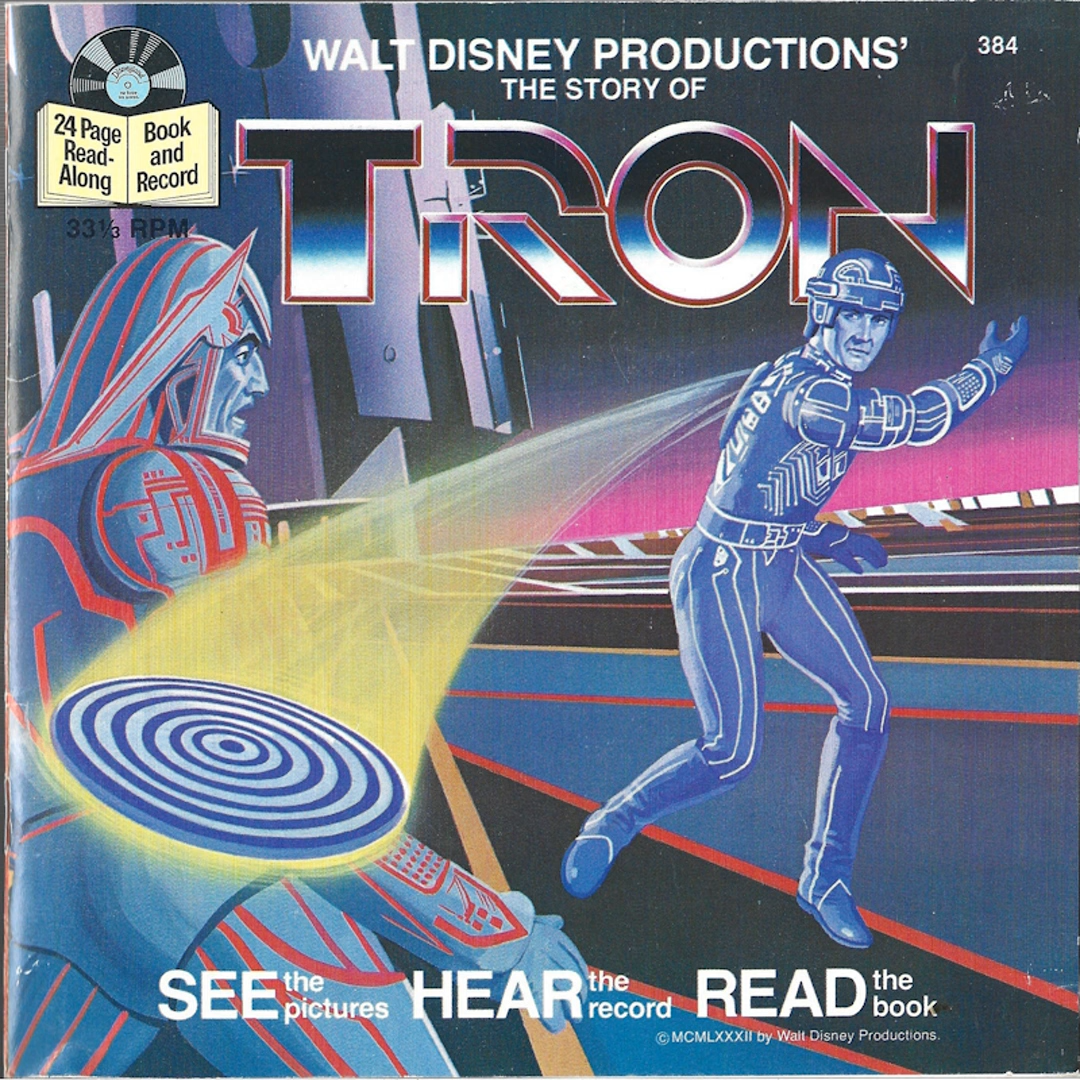 WALT DISNEY PRODUCTIONS'
384
THE STORY OF
TRON
Disneyland
24 Page
Read-
Along
Book
and
Record
33⅓ RPM
SEE the pictures HEAR the record READ the book
©MCMLXXXII by Walt Disney Productions.